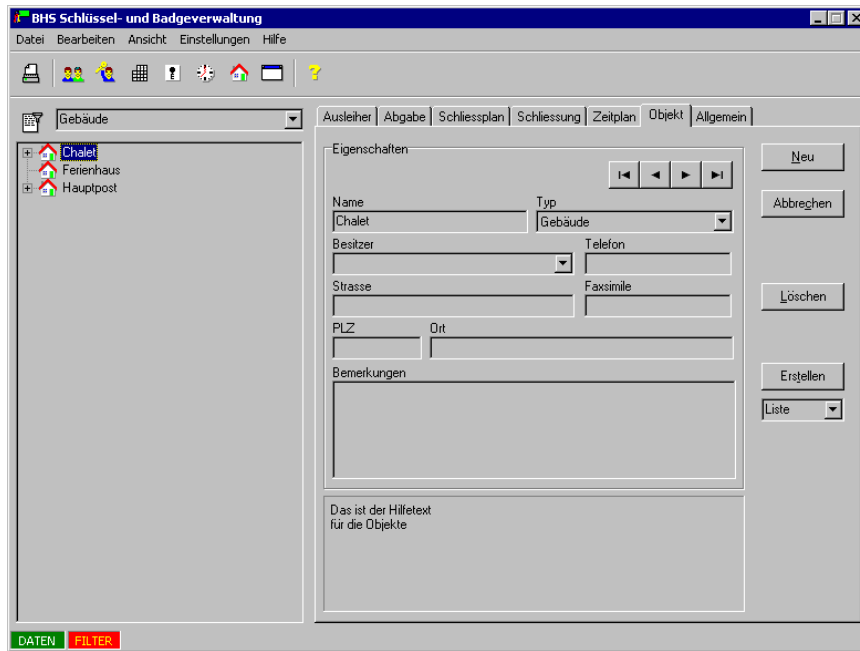 BHS Schlüssel- und Badgeverwaltung
Datei Bearbeiten Ansicht Einstellungen Hilfe
Gebäude
Chalet
Ferienhaus
Hauptpost
Ausleiher Abgabe Schliessplan Schliessung Zeitplan Objekt Allgemein
Eigenschaften
Name Typ
Chalet Gebäude
Besitzer Telefon
Strasse Faxsimile
PLZ Ort
Bemerkungen
Das ist der Hilfetext
für die Objekte
Neu
Abbrechen
Löschen
Erstellen
Liste
DATEN FILTER